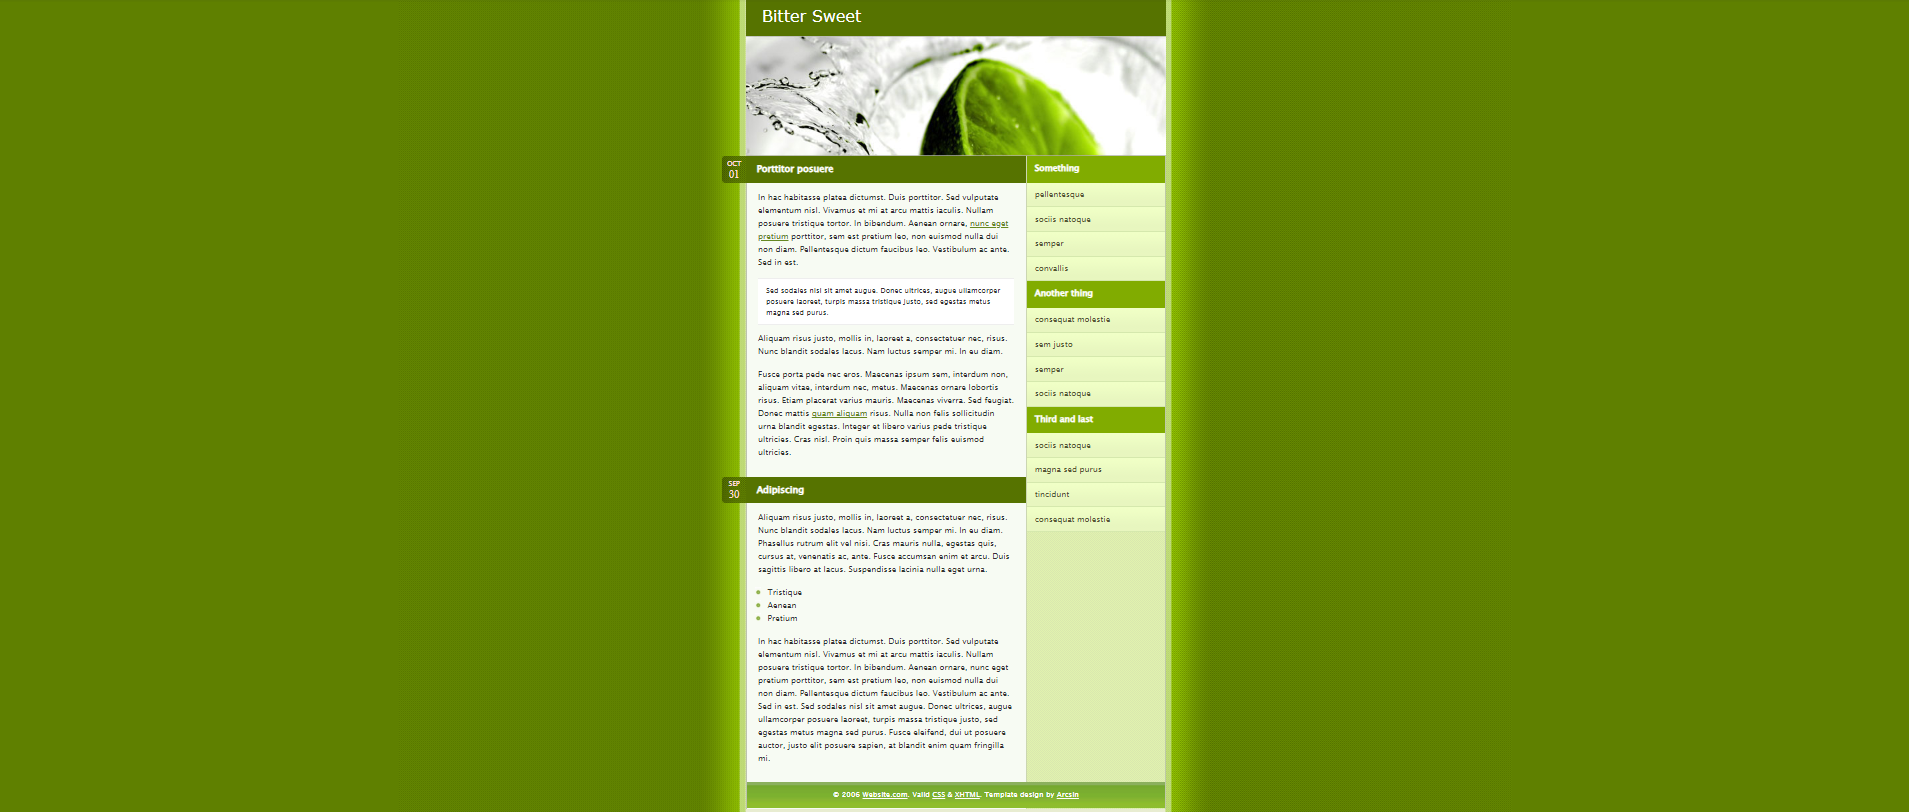 Bitter Sweet
OCT
01
Porttitor posuere
In hac habitasse platea dictumst. Duis porttitor. Sed vulputate
elementum nisl. Vivamus et mi at arcu mattis iaculis. Nullam
posuere tristique tortor. In bibendum. Aenean ornare, nunc eget
pretium porttitor, sem est pretium leo, non euismod nulla dui
non diam. Pellentesque dictum faucibus leo. Vestibulum ac ante.
Sed in est.
Sed sodales nisl sit amet augue. Donec ultrices, augue ullamcorper
posuere laoreet, turpis massa tristique justo, sed egestas metus
magna sed purus.
Aliquam risus justo, mollis in, laoreet a, consectetuer nec, risus.
Nunc blandit sodales lacus. Nam luctus semper mi. In eu diam.
Fusce porta pede nec eros. Maecenas ipsum sem, interdum non,
aliquam vitae, interdum nec, metus. Maecenas ornare lobortis
risus. Etiam placerat varius mauris. Maecenas viverra. Sed feugiat.
Donec mattis quam aliquam risus. Nulla non felis sollicitudin
urna blandit egestas. Integer et libero varius pede tristique
ultricies. Cras nisl. Proin quis massa semper felis euismod
ultricies.
SEP
30
Adipiscing
Aliquam risus justo, mollis in, laoreet a, consectetuer nec, risus.
Nunc blandit sodales lacus. Nam luctus semper mi. In eu diam.
Phasellus rutrum elit vel nisi. Cras mauris nulla, egestas quis,
cursus at, venenatis ac, ante. Fusce accumsan enim et arcu. Duis
sagittis libero at lacus. Suspendisse lacinia nulla eget urna.
Tristique
Aenean
Pretium
In hac habitasse platea dictumst. Duis porttitor. Sed vulputate
elementum nisl. Vivamus et mi at arcu mattis iaculis. Nullam
posuere tristique tortor. In bibendum. Aenean ornare, nunc eget
pretium porttitor, sem est pretium leo, non euismod nulla dui
non diam. Pellentesque dictum faucibus leo. Vestibulum ac ante.
Sed in est. Sed sodales nisl sit amet augue. Donec ultrices, augue
ullamcorper posuere laoreet, turpis massa tristique justo, sed
egestas metus magna sed purus. Fusce eleifend, dui ut posuere
auctor, justo elit posuere sapien, at blandit enim quam fringilla
mi.
Something
pellentesque
sociis natoque
semper
convallis
Another thing
consequat molestie
sem justo
semper
sociis natoque
Third and last
sociis natoque
magna sed purus
tincidunt
consequat molestie
© 2006 Website.com. Valid CSS & XHTML. Template design by Arcsin